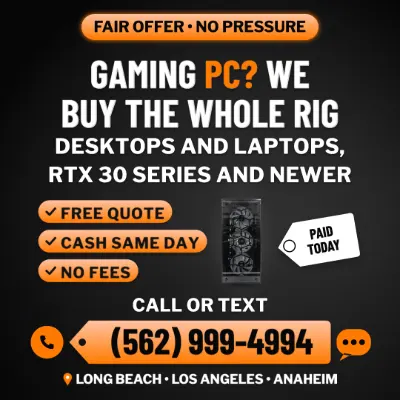 FAIR OFFER • NO PRESSURE
GAMING PC? WE
BUY THE WHOLE RIG
DESKTOPS AND LAPTOPS,
RTX 30 SERIES AND NEWER
FREE QUOTE
CASH SAME DAY
NO FEES
PAID
TODAY
CALL OR TEXT
(562) 999-4994
LONG BEACH • LOS ANGELES • ANAHEIM